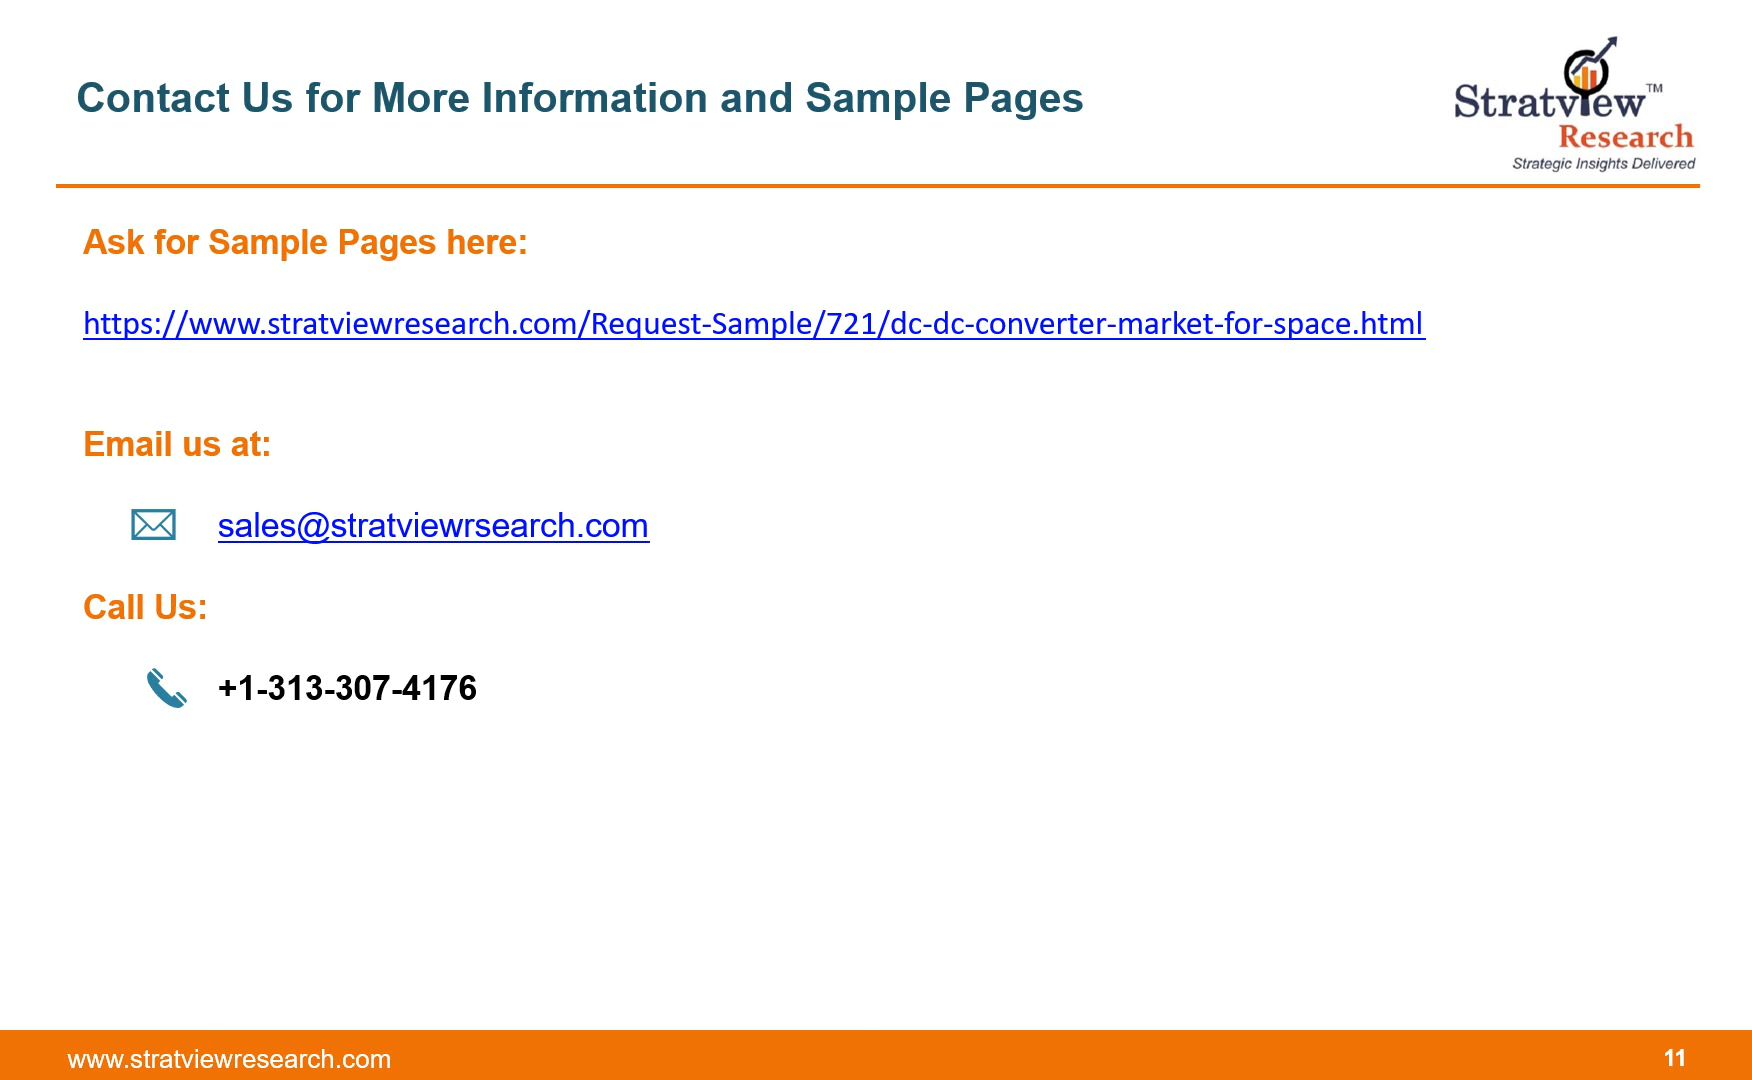 Contact Us for More Information and Sample Pages
Stratview™
Research
Strategic Insights Delivered
Ask for Sample Pages here:
https://www.stratviewresearch.com/Request-Sample/721/dc-dc-converter-market-for-space.html
Email us at:
sales@stratviewrsearch.com
Call Us:
+1-313-307-4176
www.stratviewresearch.com
11